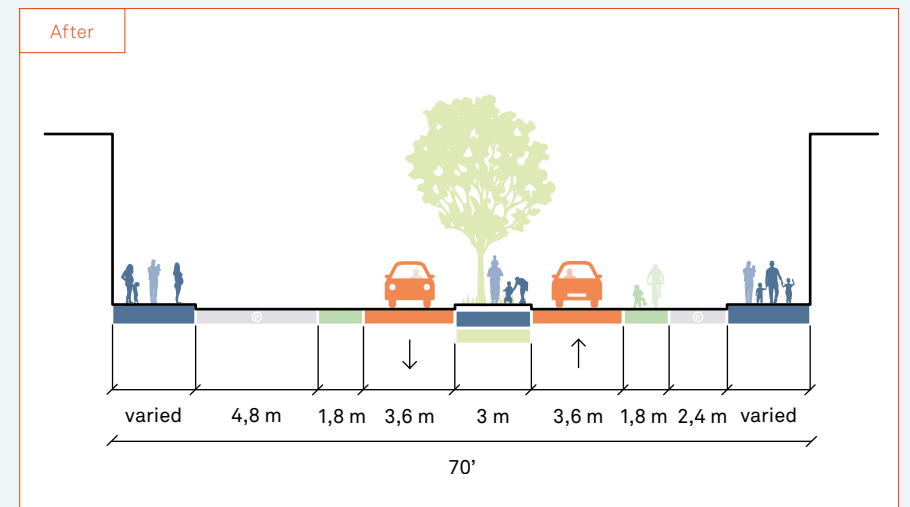 After
℗ ℗
varied 4,8 m 1,8 m 3,6 m 3 m 3,6 m 1,8 m 2,4 m varied
70'